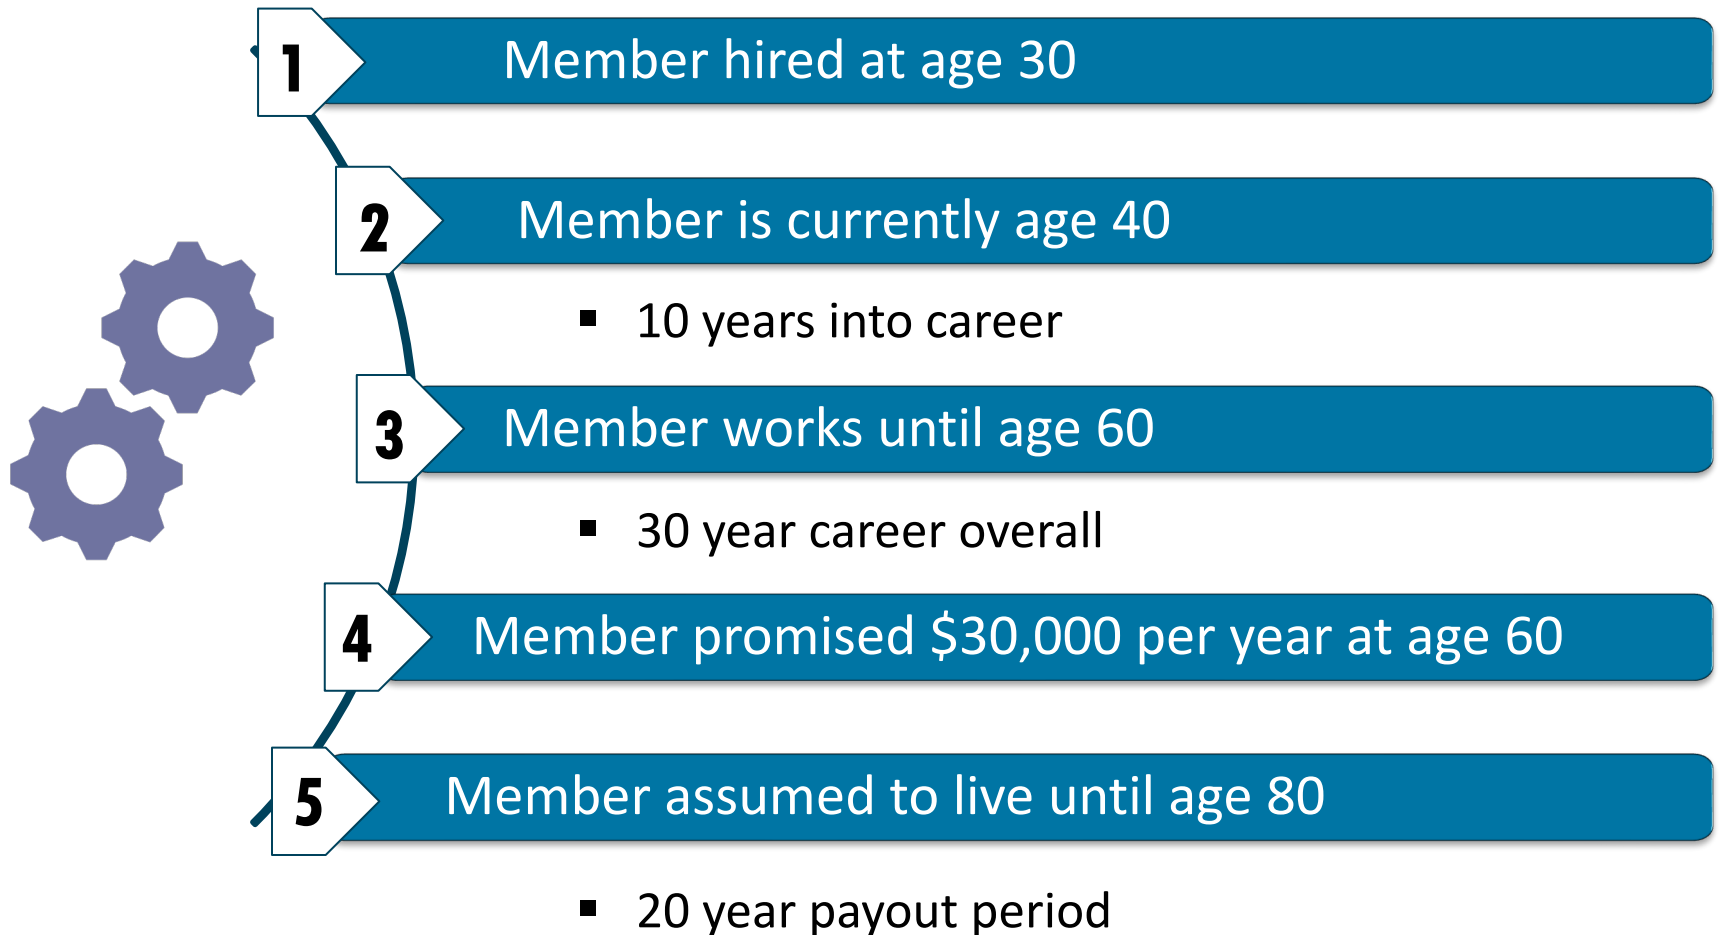 1 Member hired at age 30
2 Member is currently age 40
▪ 10 years into career
3 Member works until age 60
▪ 30 year career overall
4 Member promised $30,000 per year at age 60
5 Member assumed to live until age 80
▪ 20 year payout period